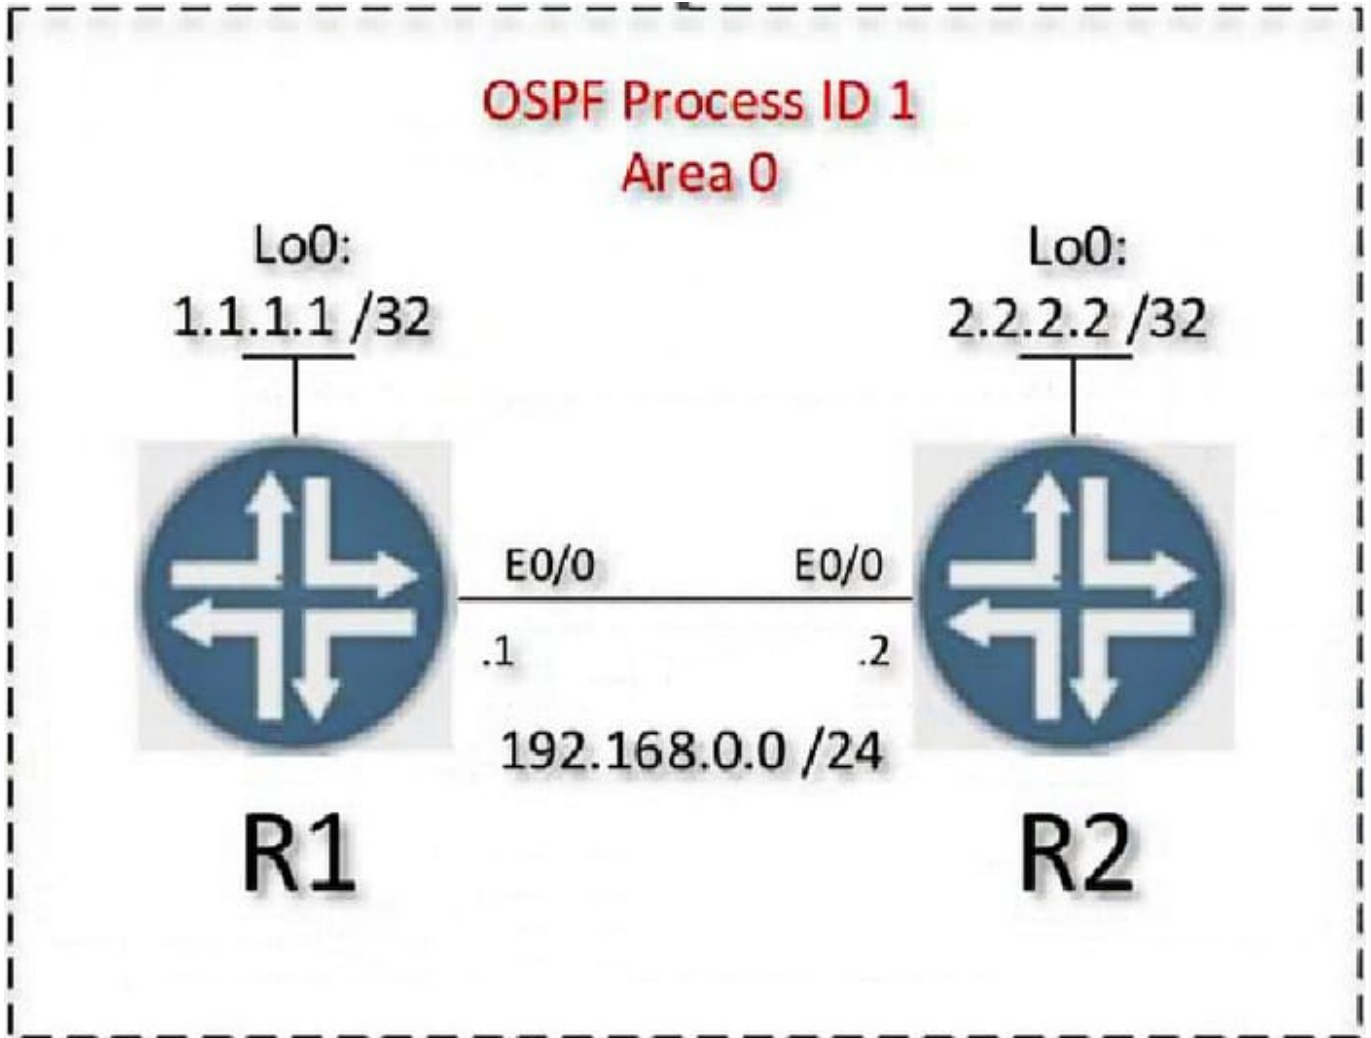 OSPF Process ID 1
Area 0
Lo0:
1.1.1.1 /32
Lo0:
2.2.2.2 /32
E0/0
E0/0
.1
.2
192.168.0.0 /24
R1
R2